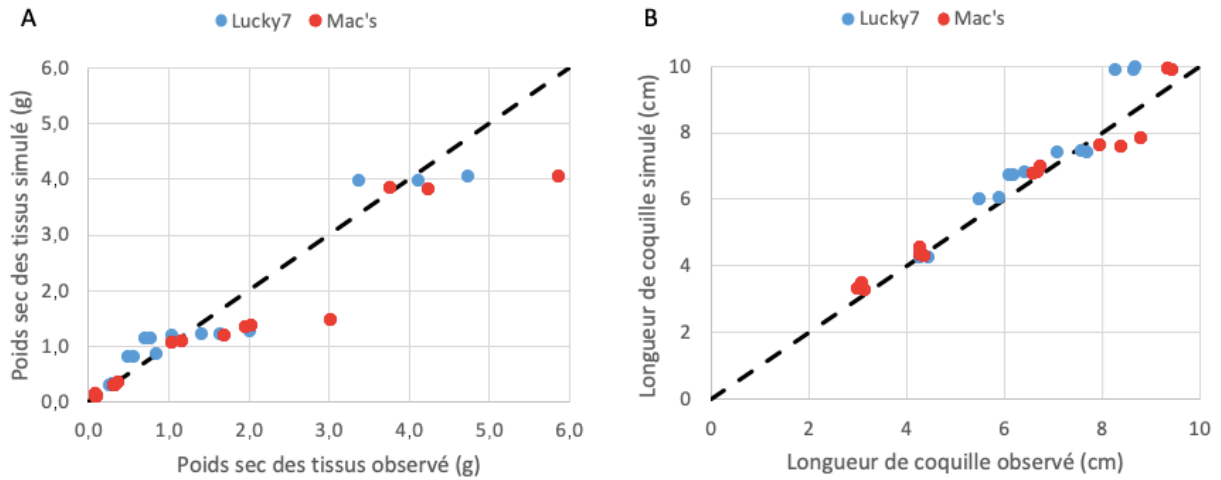 A
Lucky7 Mac's
Poids sec des tissus simulé (g)
6,0
5,0
4,0
3,0
2,0
1,0
0,0
0,0 1,0 2,0 3,0 4,0 5,0 6,0
Poids sec des tissus observé (g)
B
Lucky7 Mac's
Longueur de coquille simulé (cm)
10
8
6
4
2
0
0 2 4 6 8 10
Longueur de coquille observé (cm)